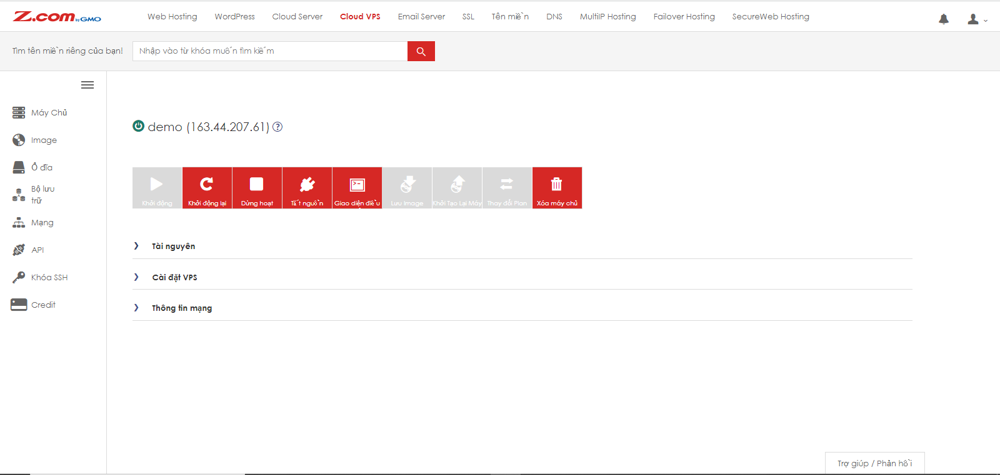 Z.com by GMO
Web Hosting WordPress Cloud Server Cloud VPS Email Server SSL Tên miền DNS MultiIP Hosting Failover Hosting SecureWeb Hosting
Tìm tên miền riêng của bạn! Nhập vào từ khóa muốn tìm kiếm
Máy Chủ
Image
Ổ đĩa
Bộ lưu
trữ
Mạng
API
Khóa SSH
Credit
demo (163.44.207.61) ?
Khởi động Khởi động lại Dừng hoạt Tắt nguồn Giao diện điều Lưu Image Khởi Tạo Lại Máy Thay đổi Plan Xóa máy chủ
Tài nguyên
Cài đặt VPS
Thông tin mạng
Trợ giúp / Phản hồi